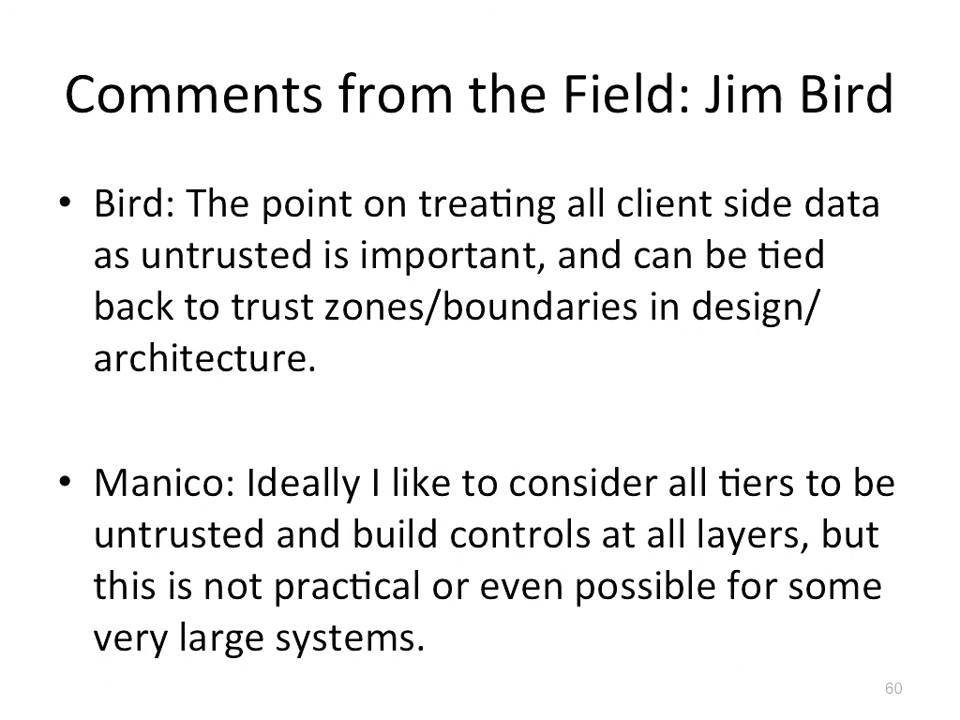 Comments from the Field: Jim Bird
• Bird: The point on treating all client side data
as untrusted is important, and can be tied
back to trust zones/boundaries in design/
architecture.
• Manico: Ideally I like to consider all tiers to be
untrusted and build controls at all layers, but
this is not practical or even possible for some
very large systems.
60